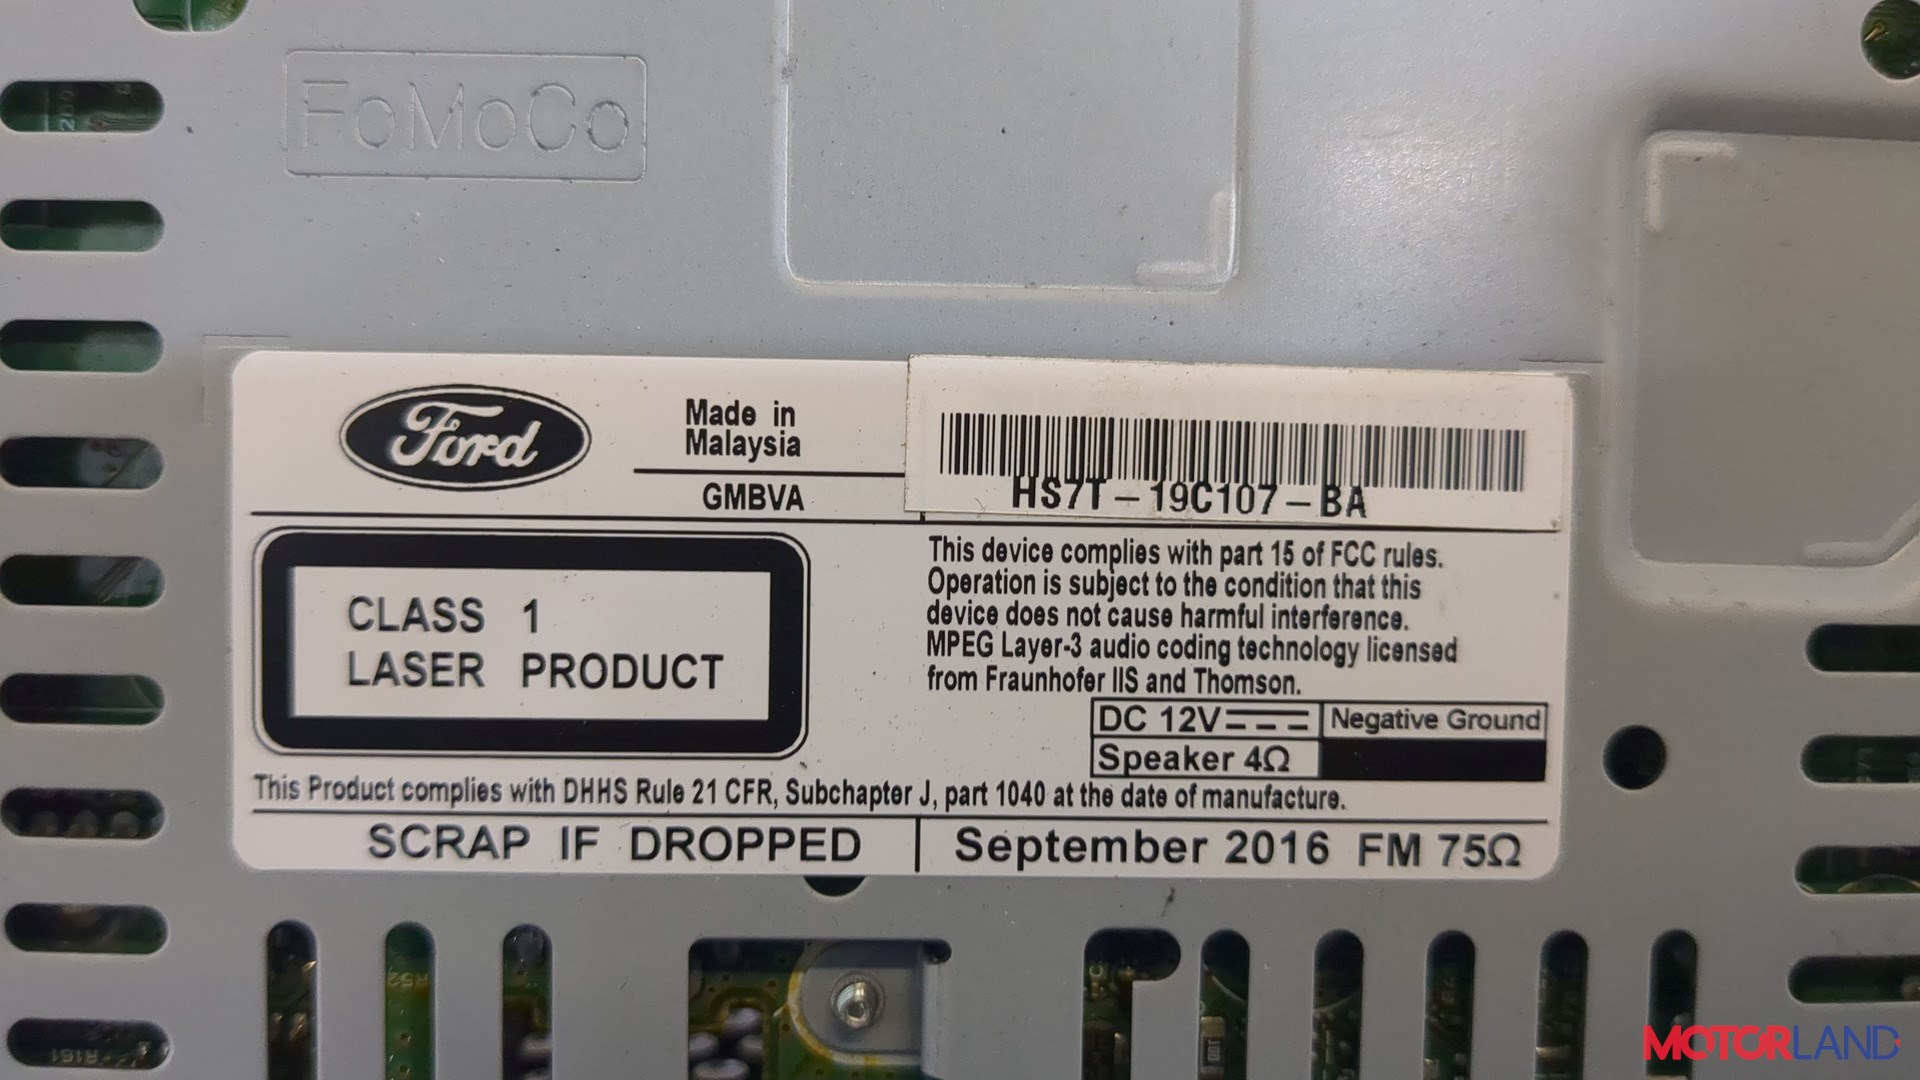 FoMoCo
Ford
Made in
Malaysia
GMBVA
HS7T-19C107-BA
CLASS 1
LASER PRODUCT
This device complies with part 15 of FCC rules.
Operation is subject to the condition that this
device does not cause harmful interference.
MPEG Layer-3 audio coding technology licensed
from Fraunhofer IIS and Thomson.
DC 12V Negative Ground
Speaker 4Ω
This Product complies with DHHS Rule 21 CFR, Subchapter J, part 1040 at the date of manufacture.
SCRAP IF DROPPED
September 2016 FM 75Ω
R52
R161
MOTORLAND